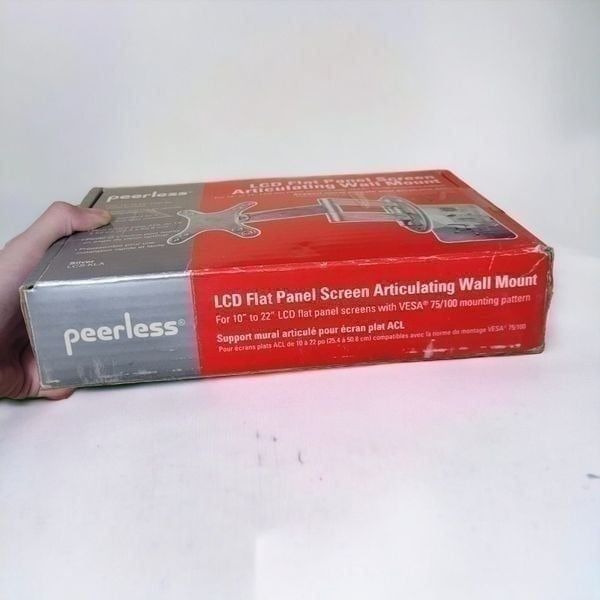 peerless
LCD Flat Panel Screen
Articulating Wall Mount
Silver
LCS-KLA
peerless®
LCD Flat Panel Screen Articulating Wall Mount
For 10" to 22" LCD flat panel screens with VESA® 75/100 mounting pattern
Support mural articulé pour écran plat ACL
Pour écrans plats ACL de 10 à 22 po (25.4 à 50.8 cm) compatibles avec la norme de montage VESA® 75/100